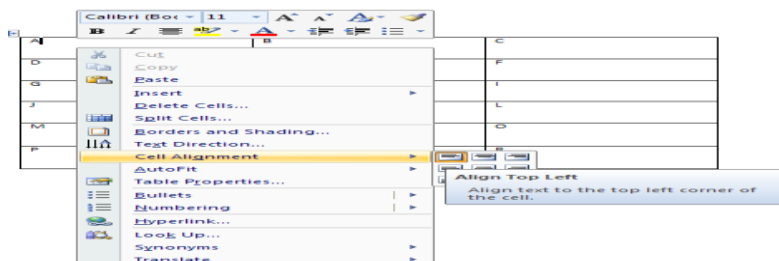 Calibri (Bo 11 A A A
B I ab A
A B C
D F
G I
J L
M O
P R
Cut
Copy
Paste
Insert
Delete Cells...
Split Cells...
Borders and Shading...
Text Direction...
Cell Alignment
AutoFit
Table Properties...
Bullets
Numbering
Hyperlink...
Look Up...
Synonyms
Translate
Align Top Left
Align text to the top left corner of
the cell.